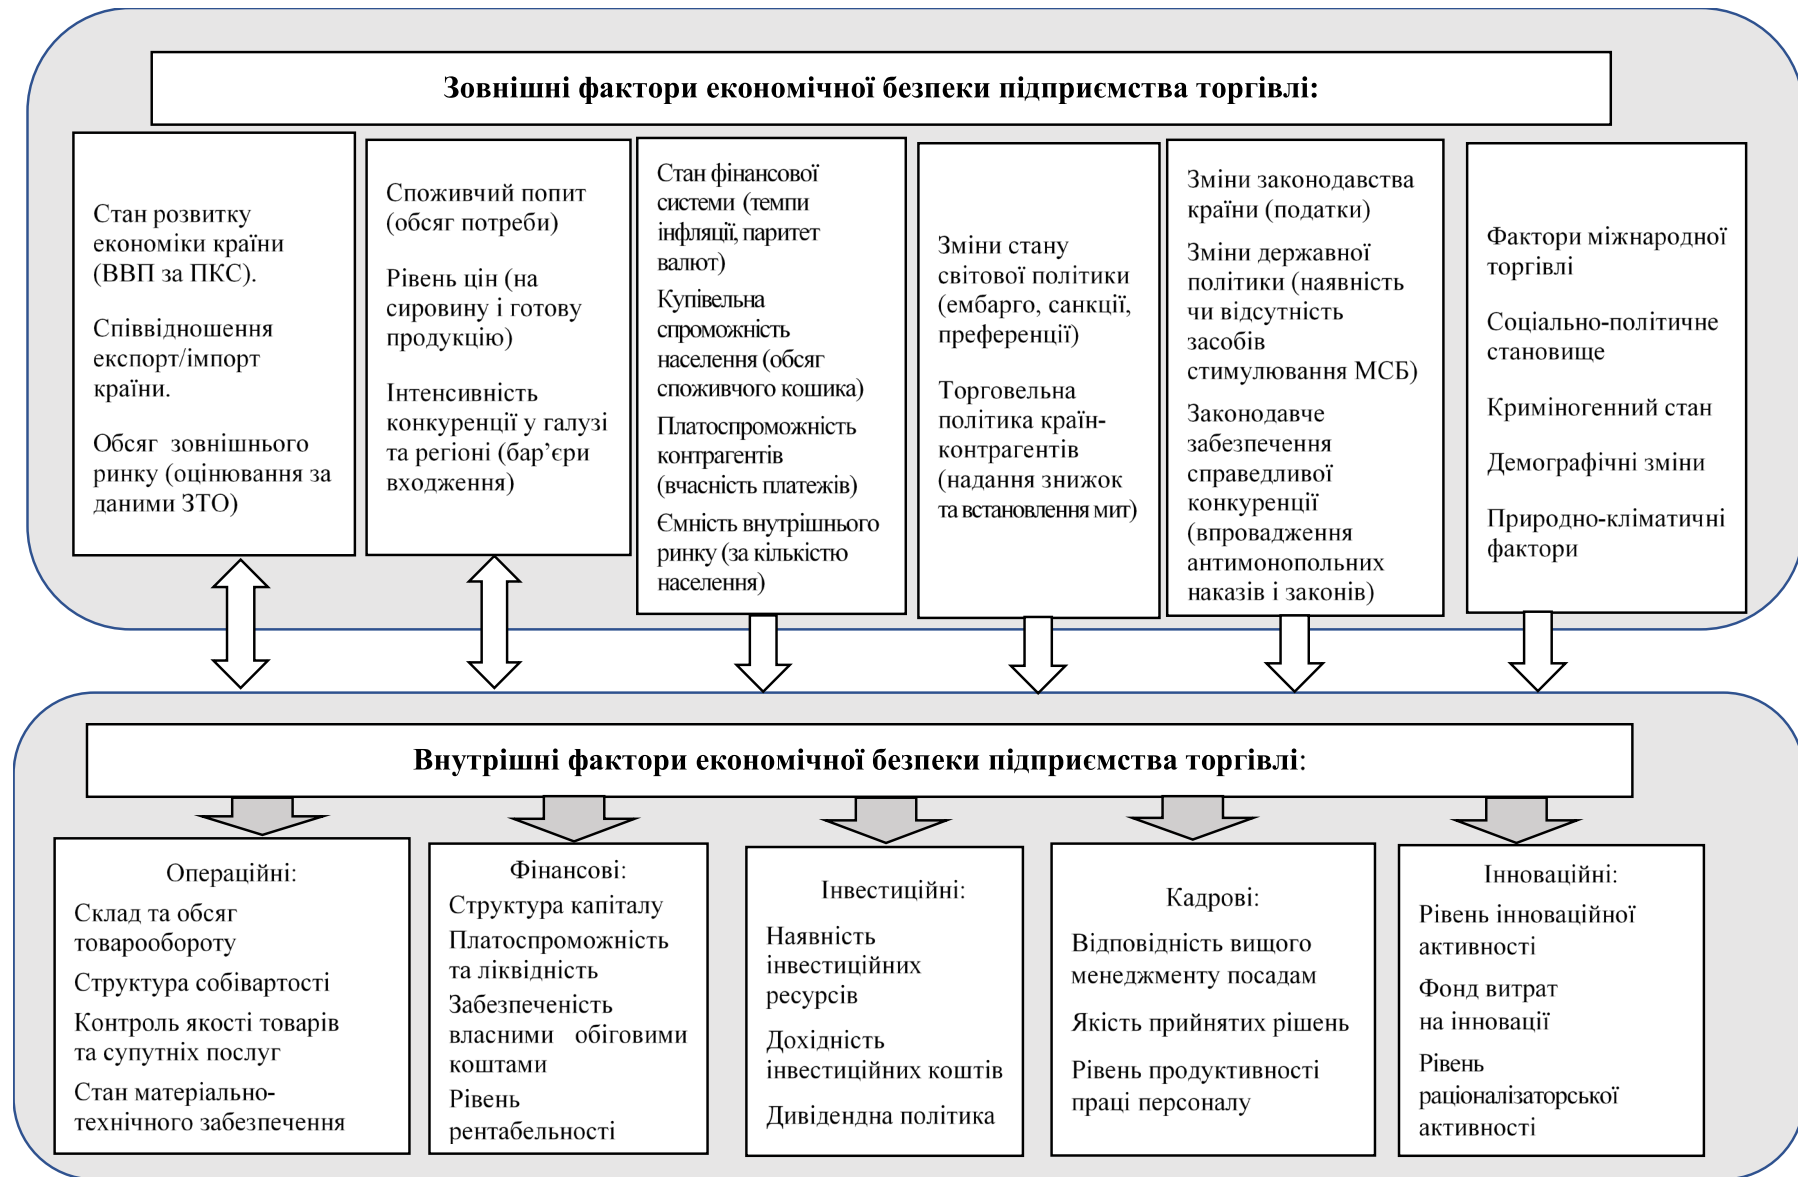 Зовнішні фактори економічної безпеки підприємства торгівлі:
Стан розвитку
економіки країни
(ВВП за ПКС).
Співвідношення
експорт/імпорт
країни.
Обсяг зовнішнього
ринку (оцінювання за
даними ЗТО)
Споживчий попит
(обсяг потреби)
Рівень цін (на
сировину і готову
продукцію)
Інтенсивність
конкуренції у галузі
та регіоні (бар’єри
входження)
Стан фінансової
системи (темпи
інфляції, паритет
валют)
Купівельна
спроможність
населення (обсяг
споживчого кошика)
Платоспроможність
контрагентів
(вчасність платежів)
Ємність внутрішнього
ринку (за кількістю
населення)
Зміни стану
світової політики
(ембарго, санкції,
преференції)
Торговельна
політика країн-
контрагентів
(надання знижок
та встановлення мит)
Зміни законодавства
країни (податки)
Зміни державної
політики (наявність
чи відсутність
засобів
стимулювання МСБ)
Законодавче
забезпечення
справедливої
конкуренції
(впровадження
антимонопольних
наказів і законів)
Фактори міжнародної
торгівлі
Соціально-політичне
становище
Криміногенний стан
Демографічні зміни
Природно-кліматичні
фактори
Внутрішні фактори економічної безпеки підприємства торгівлі:
Операційні:
Склад та обсяг
товарообороту
Структура собівартості
Контроль якості товарів
та супутніх послуг
Стан матеріально-
технічного забезпечення
Фінансові:
Структура капіталу
Платоспроможність
та ліквідність
Забезпеченість
власними обіговими
коштами
Рівень
рентабельності
Інвестиційні:
Наявність
інвестиційних
ресурсів
Дохідність
інвестиційних коштів
Дивідендна політика
Кадрові:
Відповідність вищого
менеджменту посадам
Якість прийнятих рішень
Рівень продуктивності
праці персоналу
Інноваційні:
Рівень інноваційної
активності
Фонд витрат
на інновації
Рівень
раціоналізаторської
активності